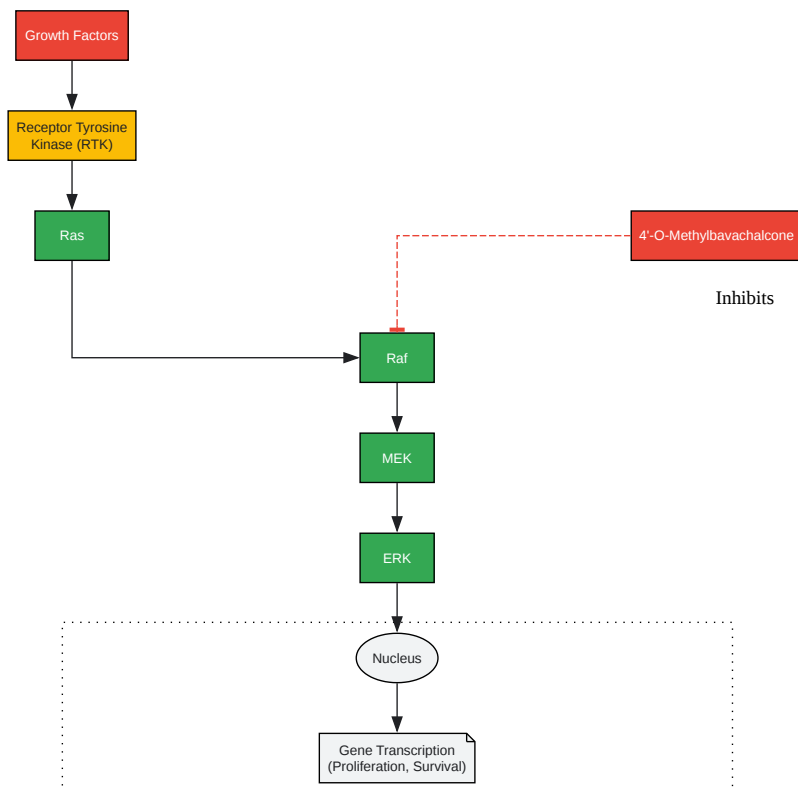 Growth Factors
Receptor Tyrosine
Kinase (RTK)
Ras
4'-O-Methylbavachalcone
Inhibits
Raf
MEK
ERK
Nucleus
Gene Transcription
(Proliferation, Survival)